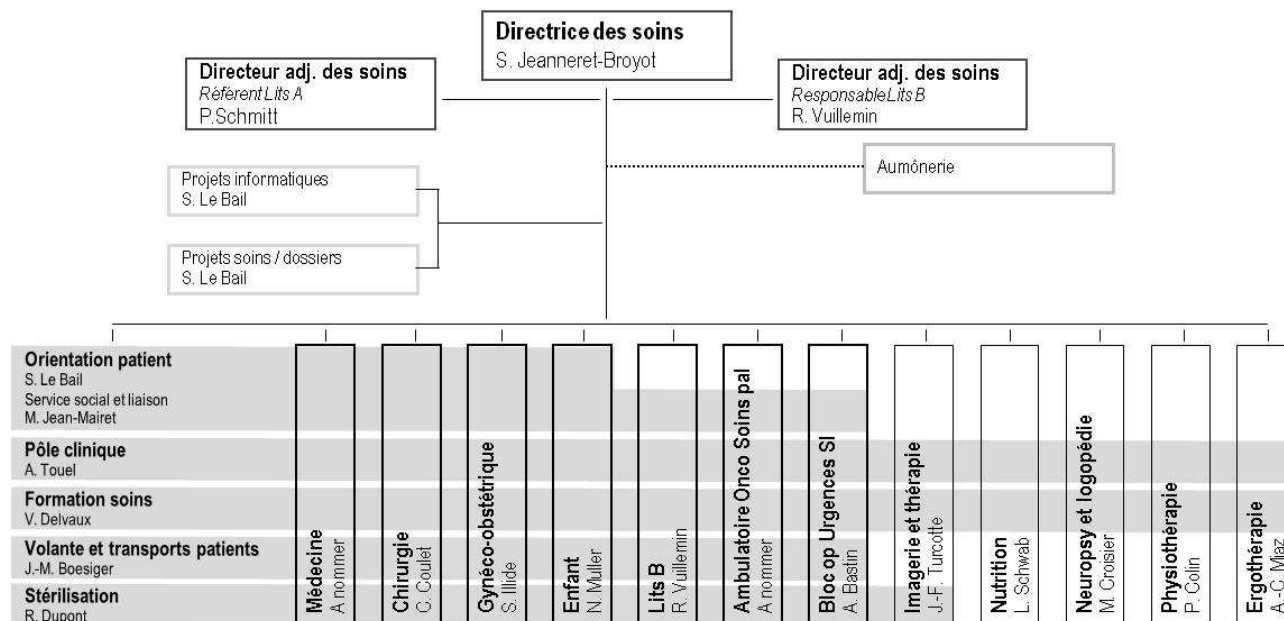 Directrice des soins
S. Jeanneret-Broyot
Directeur adj. des soins
Référent Lits A
P.Schmitt
Directeur adj. des soins
Responsable Lits B
R. Vuillemin
Aumônerie
Projets informatiques
S. Le Bail
Projets soins / dossiers
S. Le Bail
Orientation patient
S. Le Bail
Service social et liaison
M. Jean-Mairet
Pôle clinique
A. Touel
Formation soins
V. Delvaux
Volante et transports patients
J.-M. Boesiger
Stérilisation
R. Dupont
Médecine
A nommer
Chirurgie
C. Coulet
Gynéco-obstétrique
S. Illide
Enfant
N. Muller
Lits B
R. Vuillemin
Ambulatoire Onco Soins pal
A nommer
Bloc op Urgences SI
A. Bastin
Imagerie et thérapie
J.-F. Turcotte
Nutrition
L. Schwab
Neuropsy et logopédie
M. Croisier
Physiothérapie
P. Colin
Ergothérapie
A.-C. Miaz